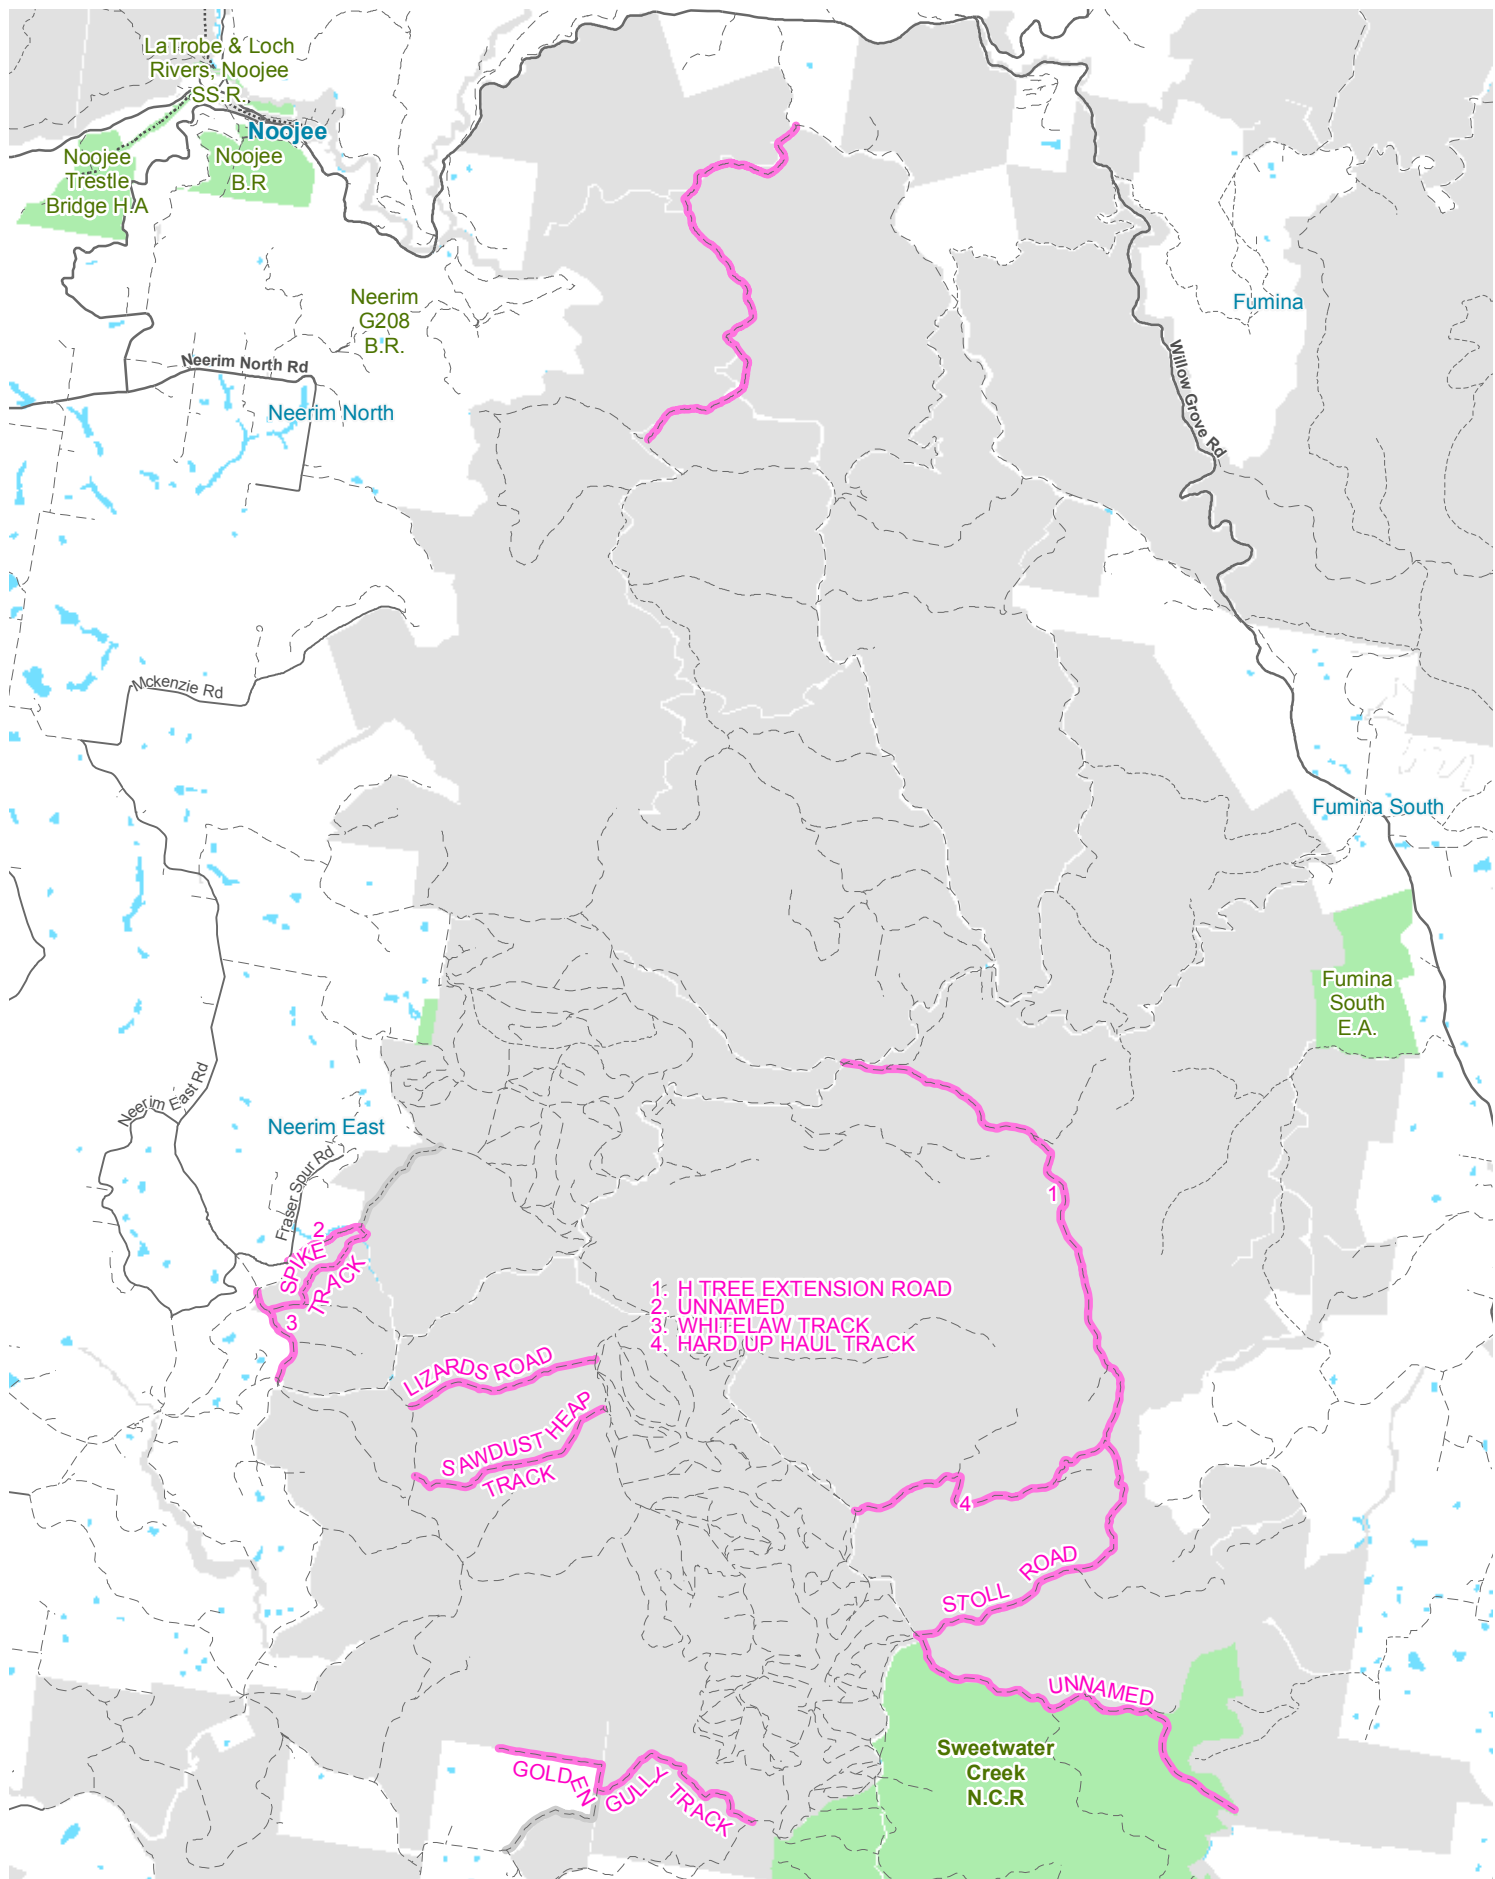 LaTrobe & Loch
Rivers, Noojee
SS.R.
Noojee
Noojee
Trestle
Bridge H.A
Noojee
B.R
Neerim
G208
B.R.
Fumina
Neerim North Rd
Willow Grove Rd
Neerim North
Mckenzie Rd
Fumina South
Fumina
South
E.A.
Neerim East Rd
Neerim East
Fraser Spur Rd
1
2
SPIKE
TRACK
3
1. H TREE EXTENSION ROAD
2. UNNAMED
3. WHITELAW TRACK
4. HARD UP HAUL TRACK
LIZARDS ROAD
SAWDUST HEAP
TRACK
4
STOLL ROAD
UNNAMED
Sweetwater
Creek
N.C.R
GOLDEN GULLY TRACK